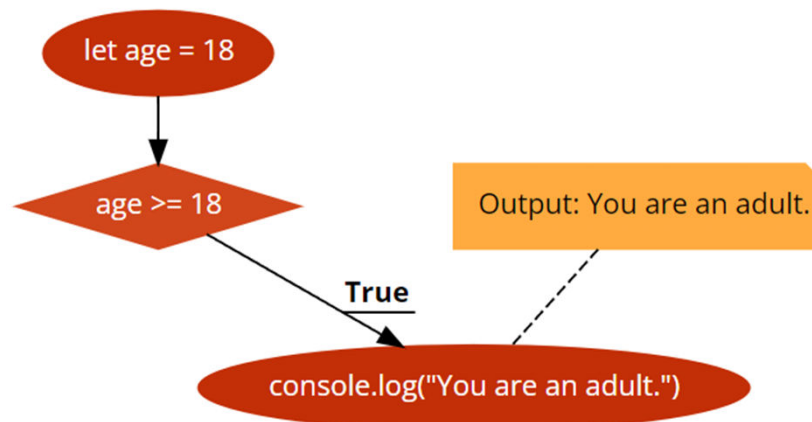 let age = 18
age >= 18
Output: You are an adult.
True
console.log("You are an adult.")